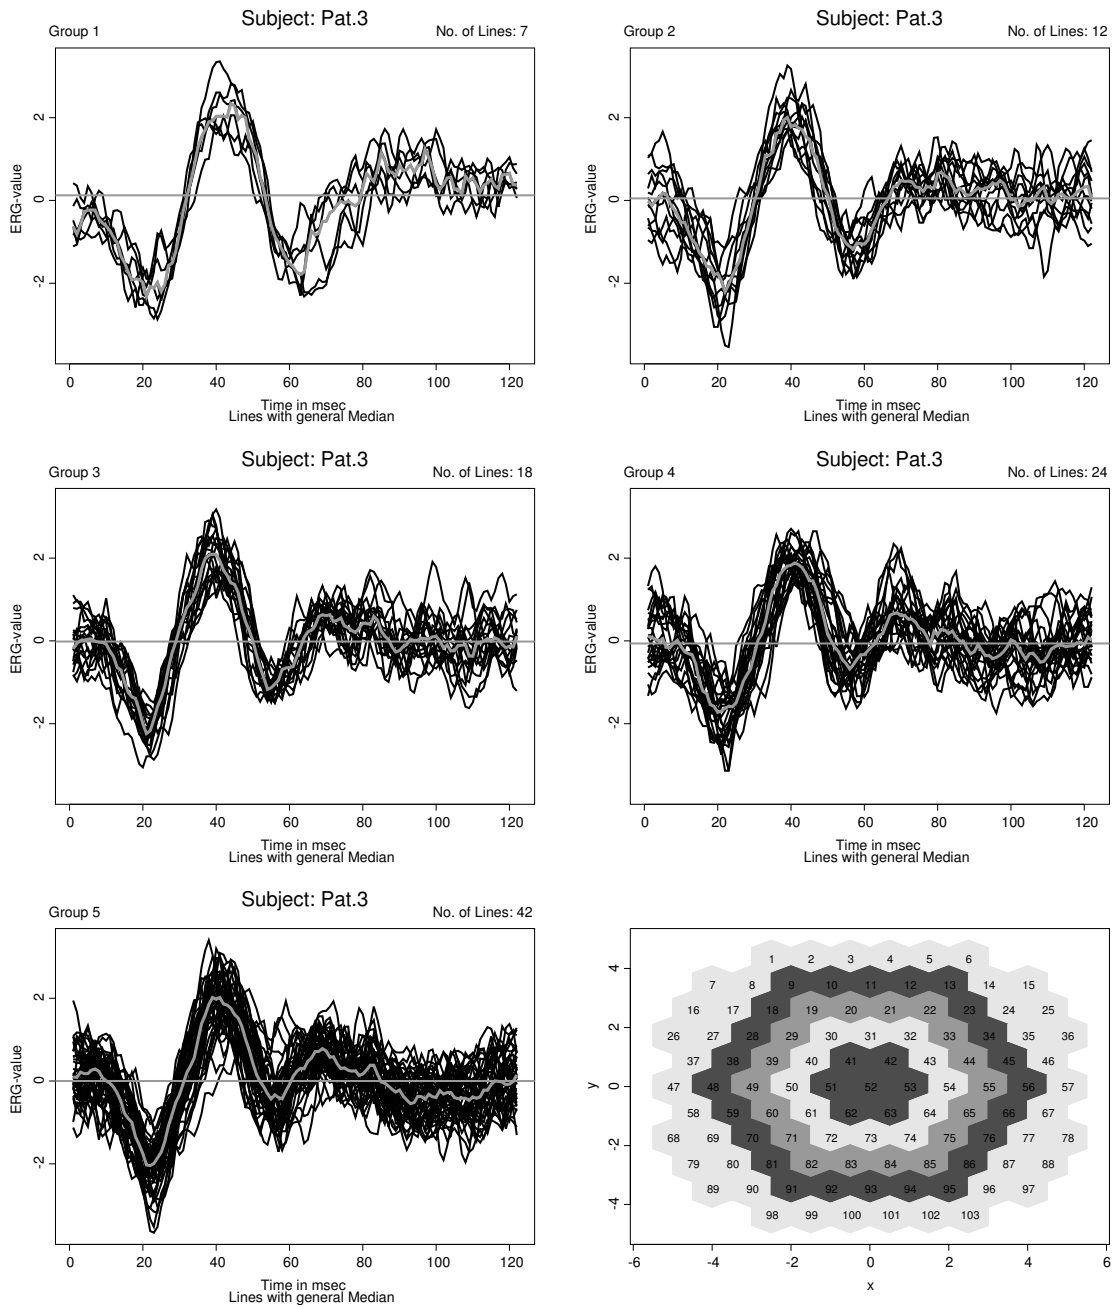 Subject: Pat.3
Group 1
No. of Lines: 7
ERG-value
2
0
-2
0 20 40 60 80 100 120
Time in msec
Lines with general Median
Subject: Pat.3
Group 2
No. of Lines: 12
ERG-value
2
0
-2
0 20 40 60 80 100 120
Time in msec
Lines with general Median
Subject: Pat.3
Group 3
No. of Lines: 18
ERG-value
2
0
-2
0 20 40 60 80 100 120
Time in msec
Lines with general Median
Subject: Pat.3
Group 4
No. of Lines: 24
ERG-value
2
0
-2
0 20 40 60 80 100 120
Time in msec
Lines with general Median
Subject: Pat.3
Group 5
No. of Lines: 42
ERG-value
2
0
-2
0 20 40 60 80 100 120
Time in msec
Lines with general Median
y
4
2
0
-2
-4
1 2 3 4 5 6
7 8 9 10 11 12 13 14 15
16 17 18 19 20 21 22 23 24 25
26 27 28 29 30 31 32 33 34 35 36
37 38 39 40 41 42 43 44 45 46
47 48 49 50 51 52 53 54 55 56 57
58 59 60 61 62 63 64 65 66 67
68 69 70 71 72 73 74 75 76 77 78
79 80 81 82 83 84 85 86 87 88
89 90 91 92 93 94 95 96 97
98 99 100 101 102 103
-6 -4 -2 0 2 4 6
x